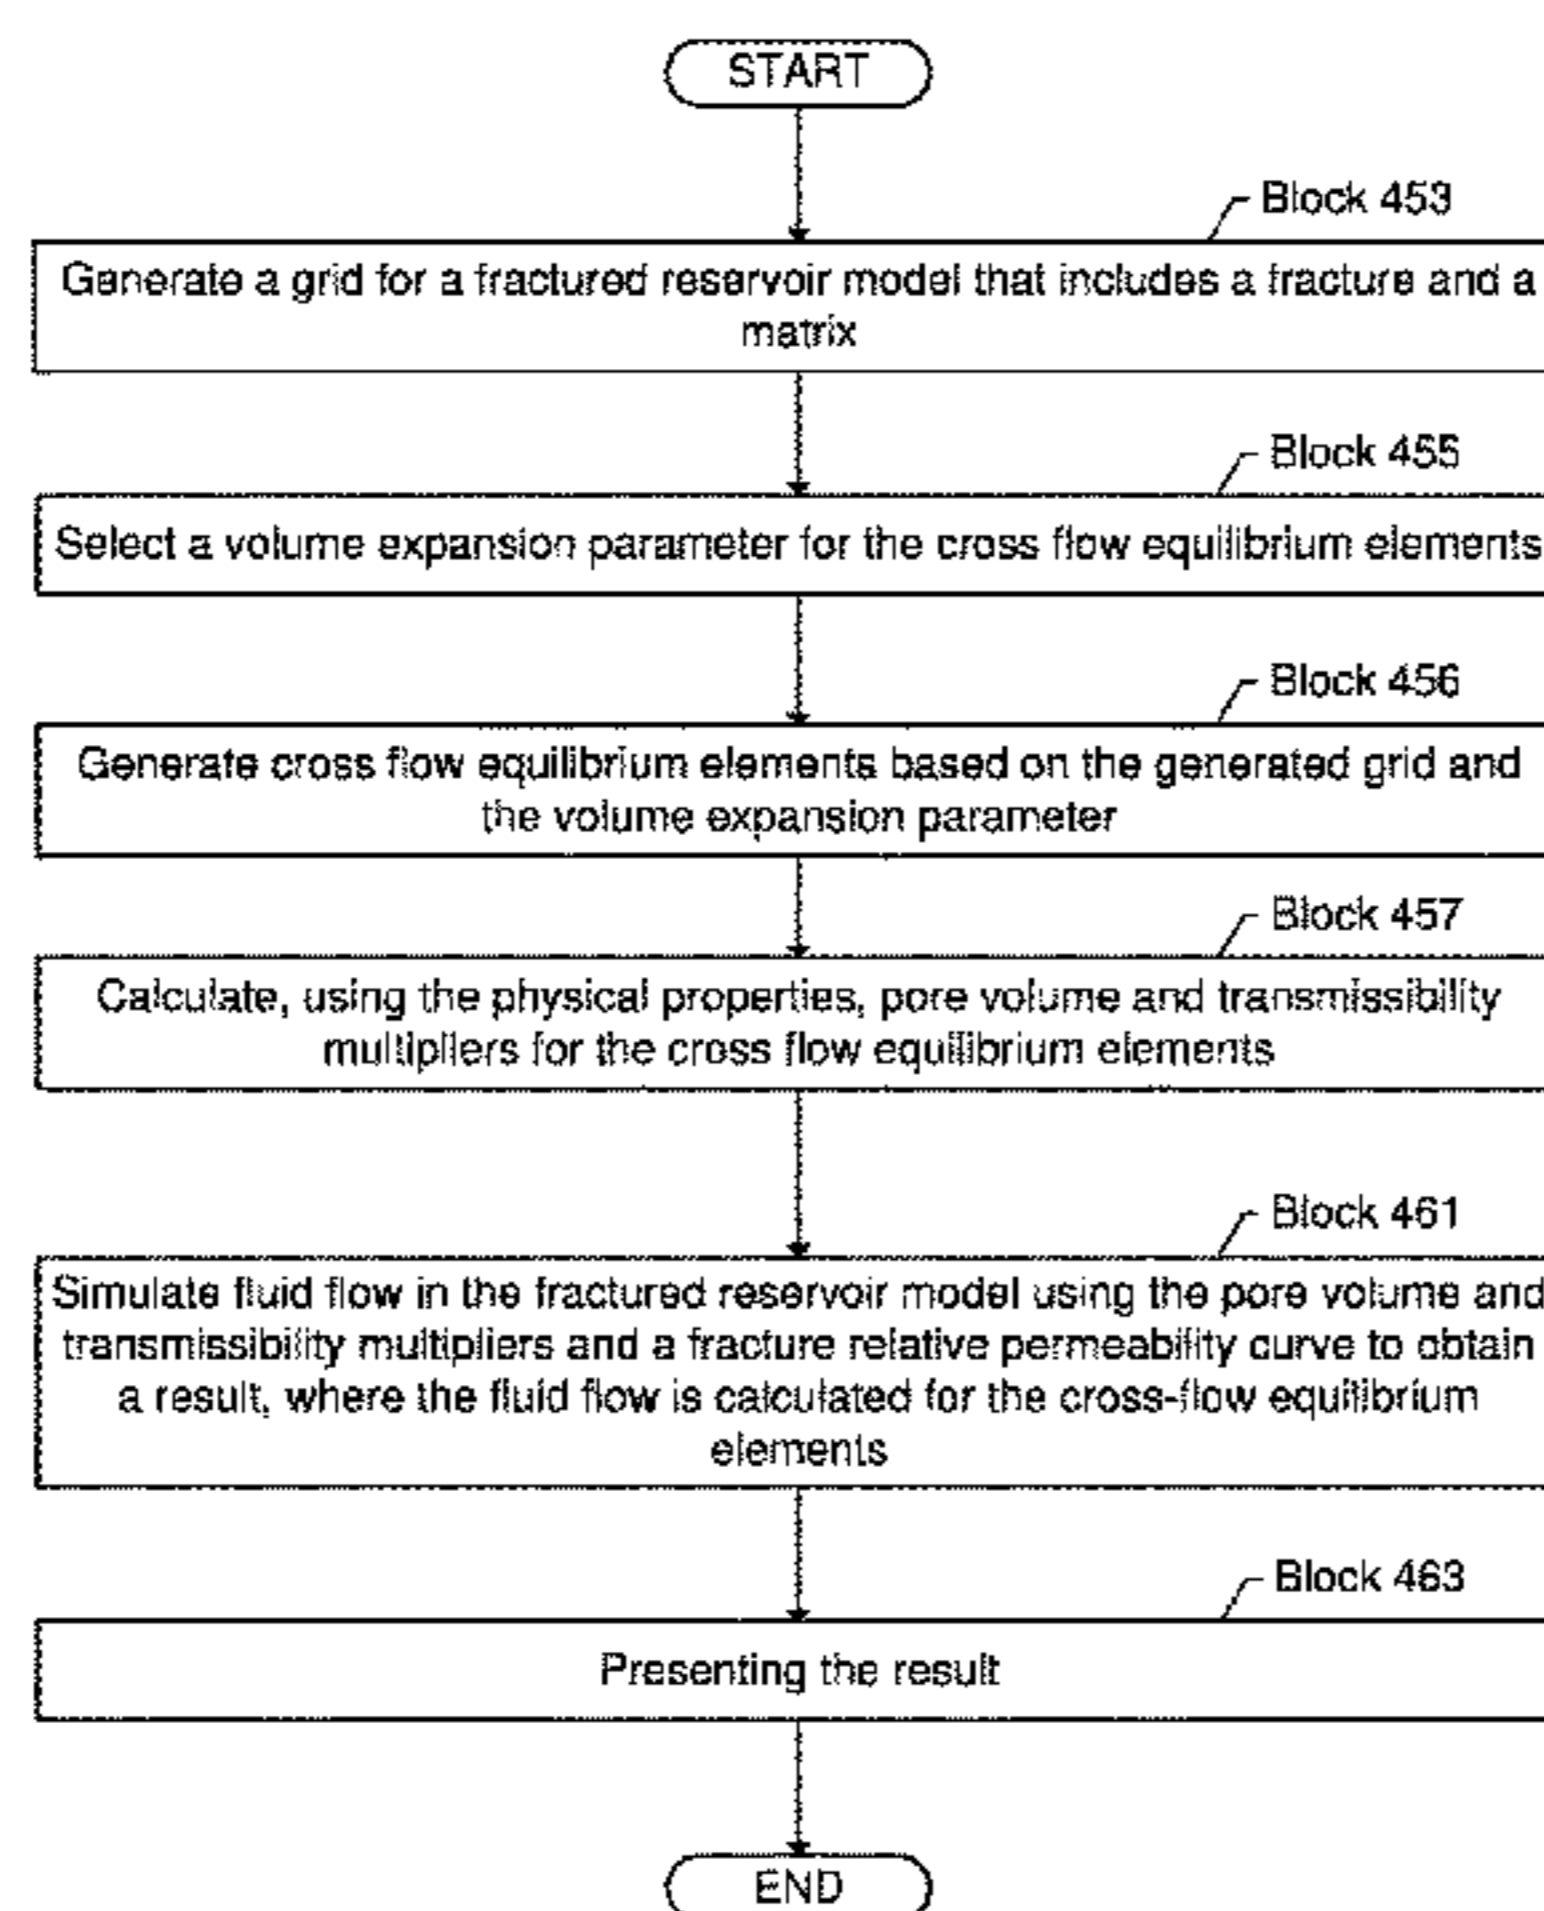 START
Block 453
Generate a grid for a fractured reservoir model that includes a fracture and a
matrix
Block 455
Select a volume expansion parameter for the cross flow equilibrium elements
Block 456
Generate cross flow equilibrium elements based on the generated grid and
the volume expansion parameter
Block 457
Calculate, using the physical properties, pore volume and transmissibility
multipliers for the cross flow equilibrium elements
Block 461
Simulate fluid flow in the fractured reservoir model using the pore volume and
transmissibility multipliers and a fracture relative permeability curve to obtain
a result, where the fluid flow is calculated for the cross-flow equilibrium
elements
Block 463
Presenting the result
END